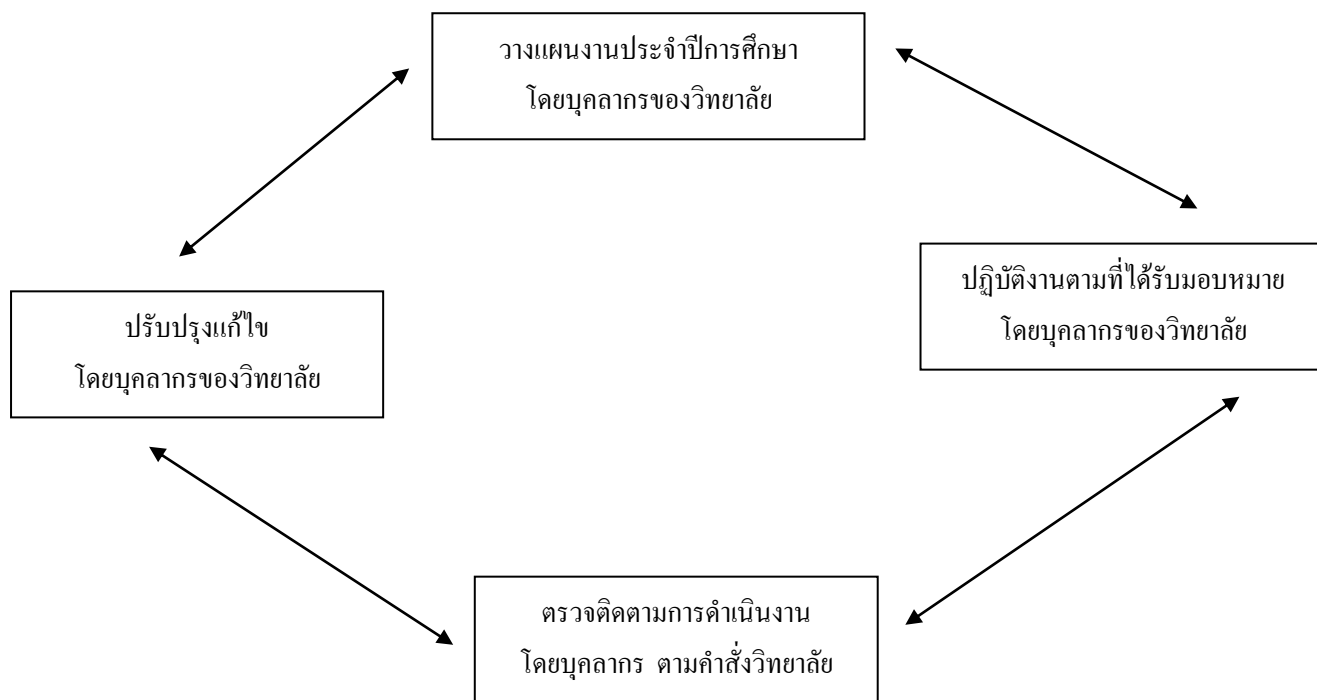 วางแผนงานประจำปีการศึกษา
โดยบุคลากรของวิทยาลัย
ปฏิบัติงานตามที่ได้รับมอบหมาย
โดยบุคลากรของวิทยาลัย
ปรับปรุงแก้ไข
โดยบุคลากรของวิทยาลัย
ตรวจติดตามการดำเนินงาน
โดยบุคลากร ตามคำสั่งวิทยาลัย